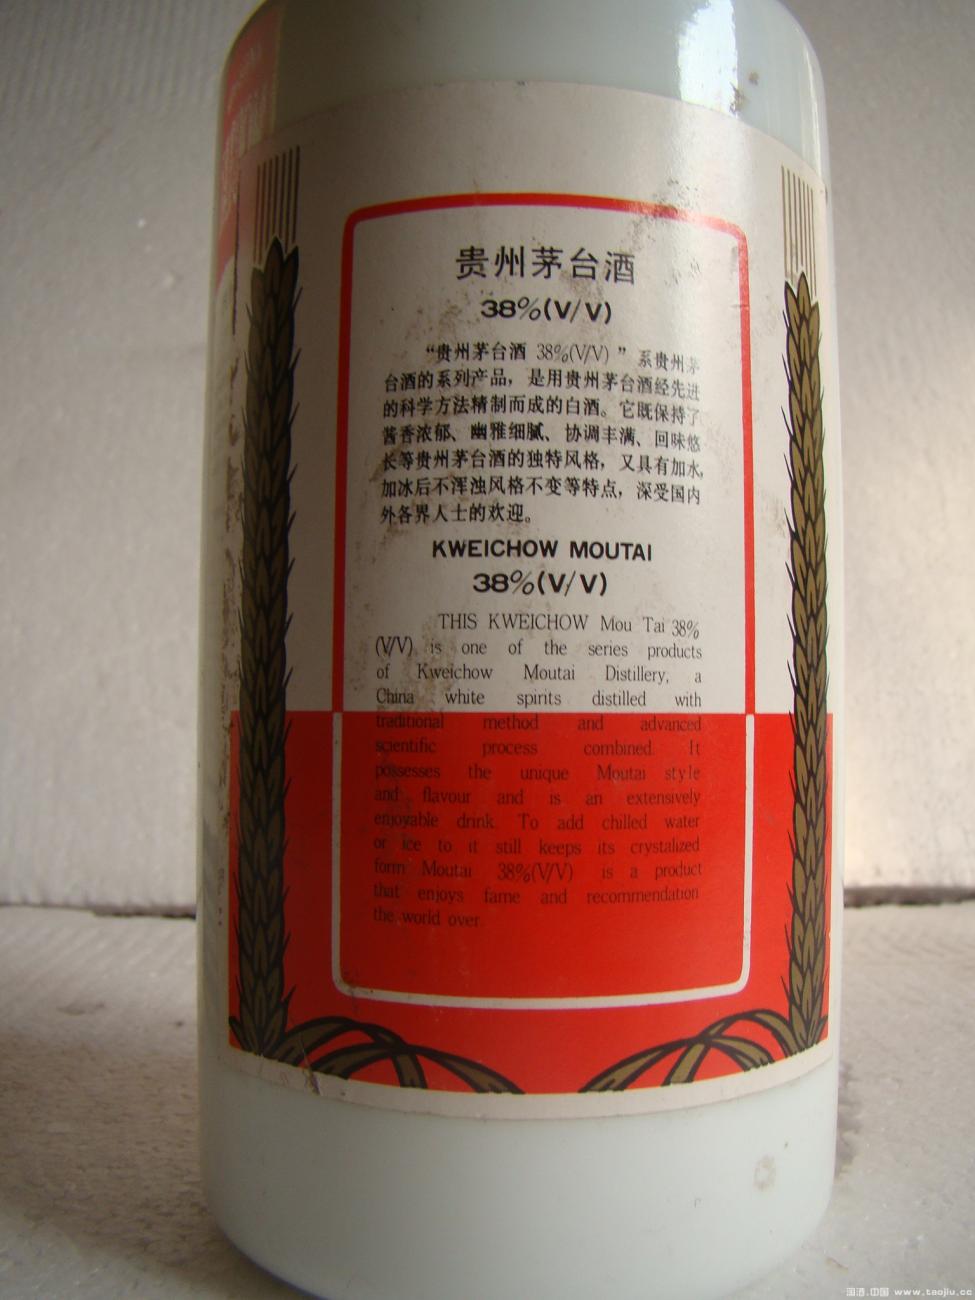 贵州茅台酒
38%(V/V)
“贵州茅台酒 38%(V/V)” 系贵州茅
台酒的系列产品，是用贵州茅台酒经先进
的科学方法精制而成的白酒。它既保持了
酱香浓郁、幽雅细腻、协调丰满、回味悠
长等贵州茅台酒的独特风格，又具有加水，
加冰后不浑浊风格不变等特点，深受国内
外各界人士的欢迎。
KWEICHOW MOUTAI
38%(V/V)
THIS KWEICHOW Mou Tai 38%
(V/V) is one of the series products
of Kweichow Moutai Distillery, a
China white spirits distilled with
traditional method and advanced
scientific process combined. It
possesses the unique Moutai style
and flavour and is an extensively
enjoyable drink. To add chilled water
or ice to it still keeps its crystalized
form Moutai 38%(V/V) is a product
that enjoys fame and recommendation
the world over.
淘酒.中国 www.taojiu.cc